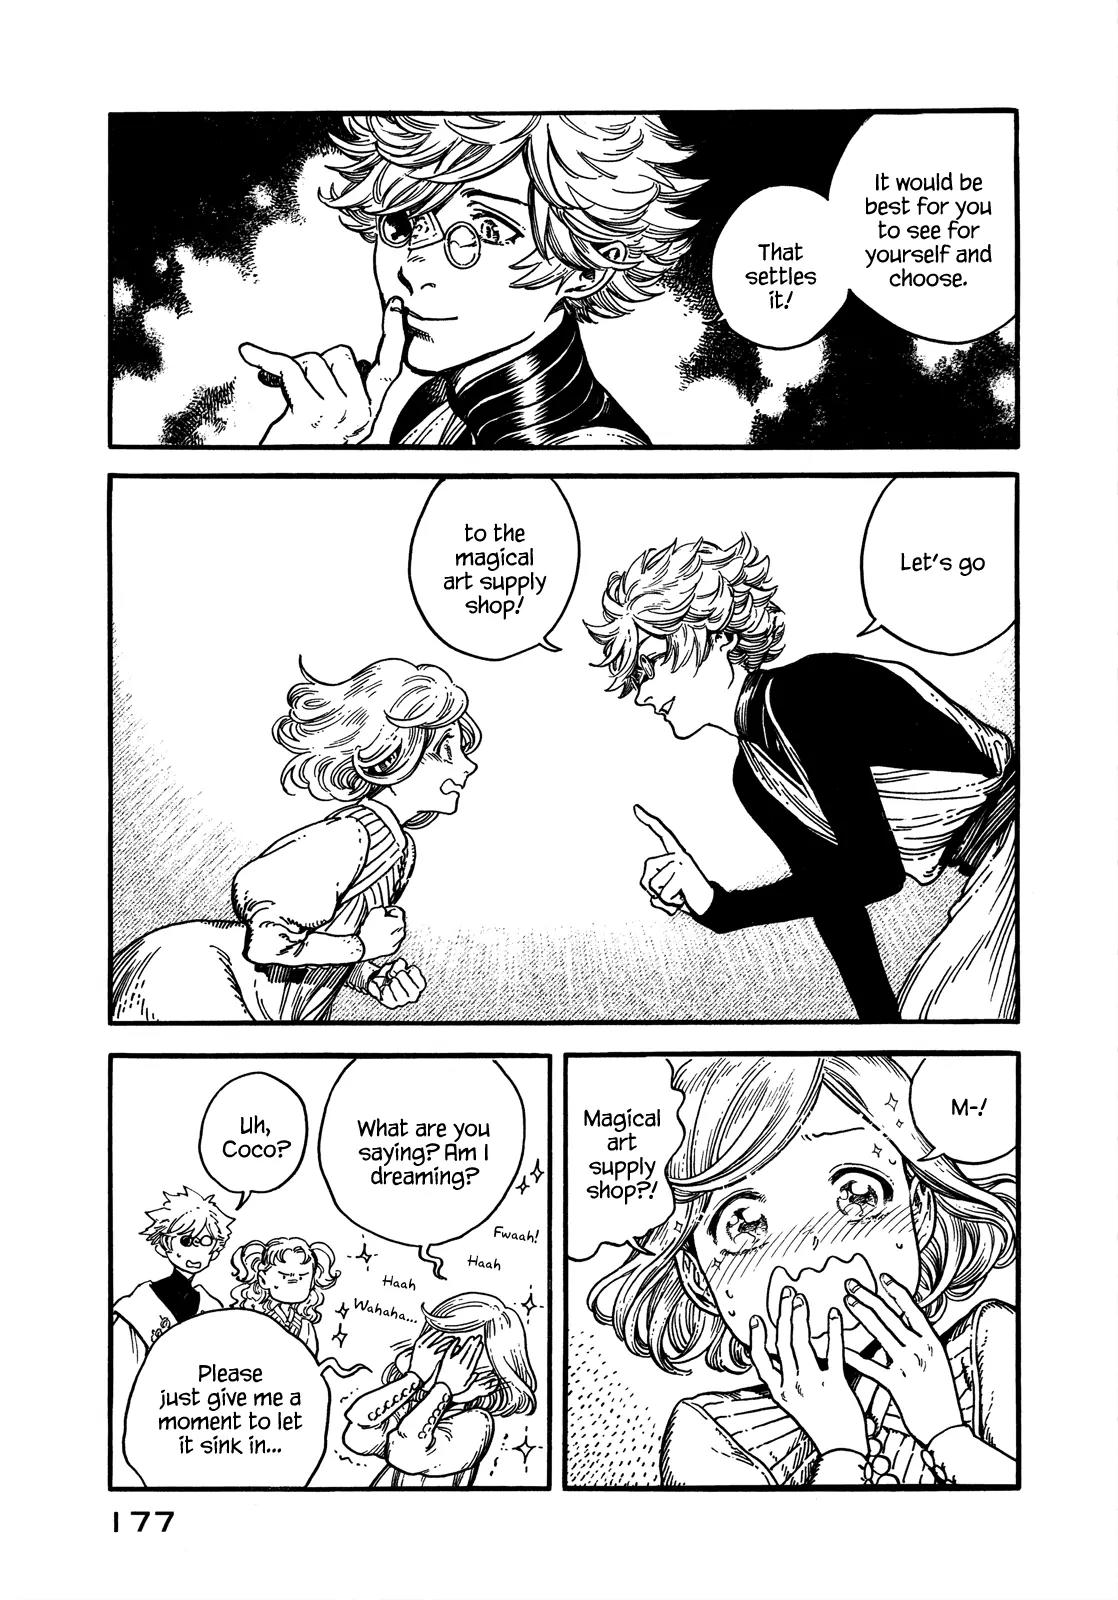 It would be
best for you
to see for
yourself and
choose.
That
settles
it!
Let's go
to the
magical
art supply
shop!
M-!
Magical
art
supply
shop?!
What are you
saying? Am I
dreaming?
Uh,
Coco?
Fwaah!
Haah
Haah
Wahaha...
Please
just give me a
moment to let
it sink in...
177